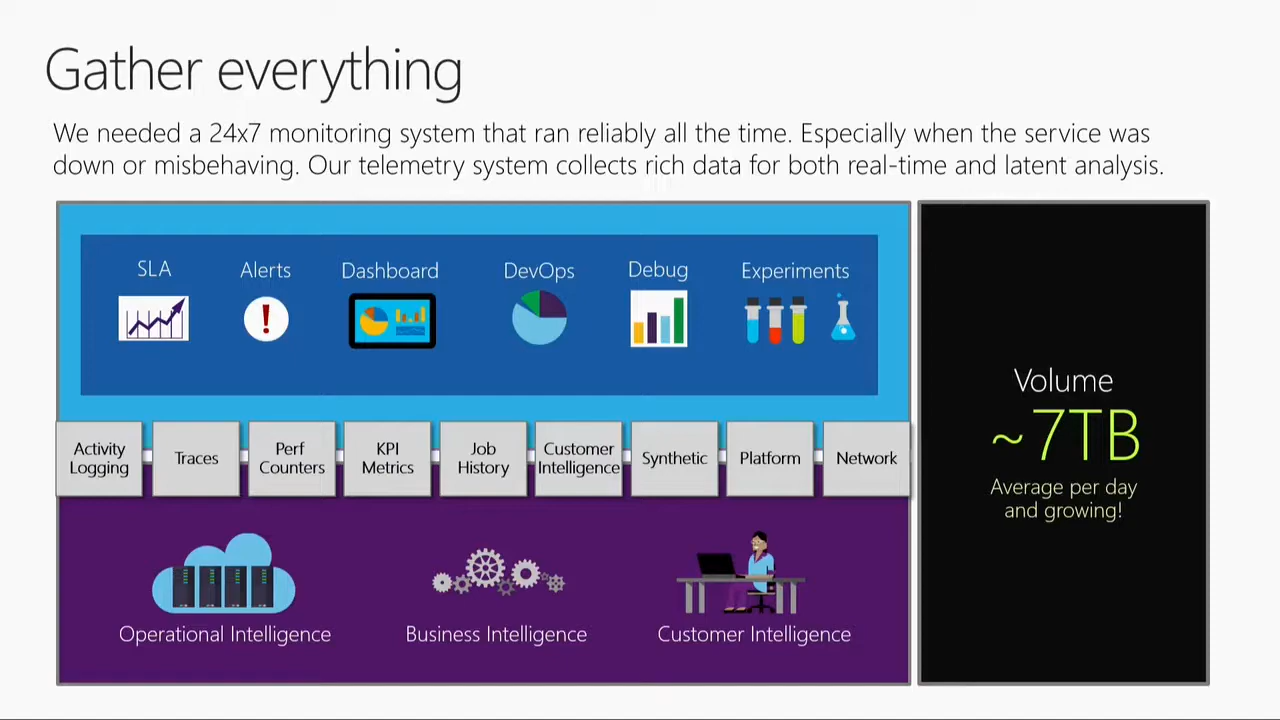 Gather everything
We needed a 24x7 monitoring system that ran reliably all the time. Especially when the service was
down or misbehaving. Our telemetry system collects rich data for both real-time and latent analysis.
SLA
Alerts
Dashboard
DevOps
Debug
Experiments
!
Activity
Logging
Traces
Perf
Counters
KPI
Metrics
Job
History
Customer
Intelligence
Synthetic
Platform
Network
Operational Intelligence
Business Intelligence
Customer Intelligence
Volume
~7TB
Average per day
and growing!